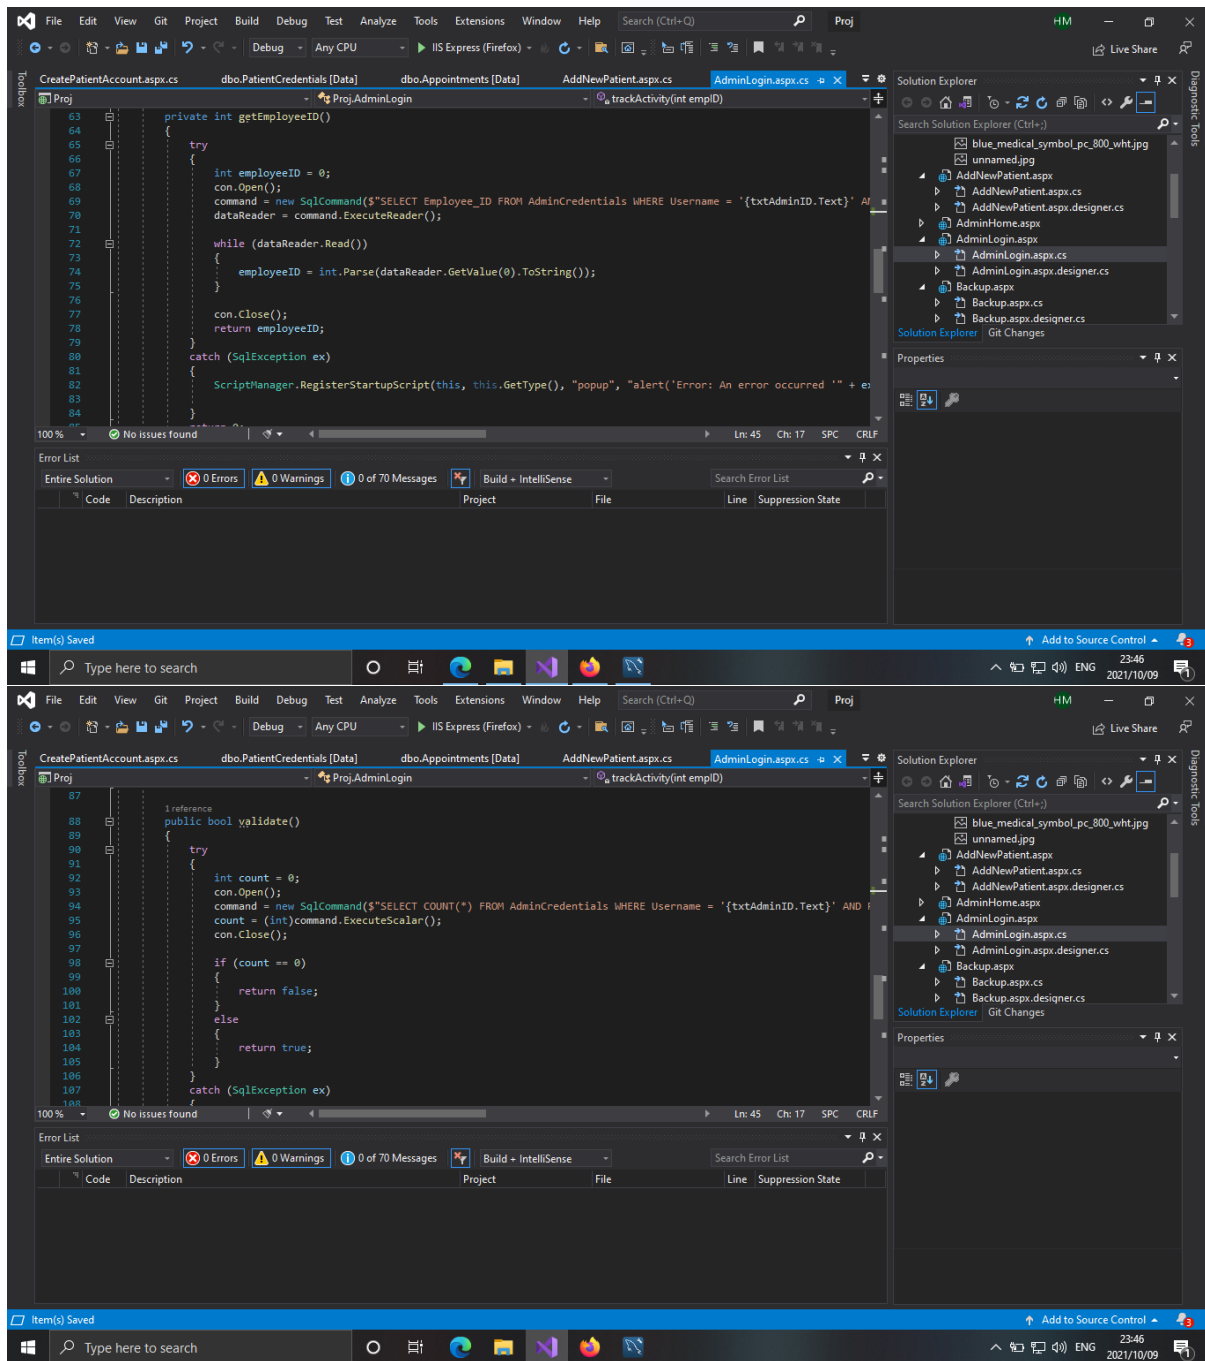 File Edit View Git Project Build Debug Test Analyze Tools Extensions Window Help Search (Ctrl+Q) Proj HM
Debug Any CPU IIS Express (Firefox) Live Share
Toolbox
CreatePatientAccount.aspx.cs dbo.PatientCredentials [Data] dbo.Appointments [Data] AddNewPatient.aspx.cs AdminLogin.aspx.cs
Proj Proj.AdminLogin trackActivity(int empID)
63 private int getEmployeeID()
64 {
65 try
66 {
67 int employeeID = 0;
68 con.Open();
69 command = new SqlCommand($"SELECT Employee_ID FROM AdminCredentials WHERE Username = '{txtAdminID.Text}'
70 dataReader = command.ExecuteReader();
71
72 while (dataReader.Read())
73 {
74 employeeID = int.Parse(dataReader.GetValue(0).ToString());
75 }
76
77 con.Close();
78 return employeeID;
79 }
80 catch (SqlException ex)
81 {
82 ScriptManager.RegisterStartupScript(this, this.GetType(), "popup", "alert('Error: An error occurred '" +
83
84 }
100 % No issues found Ln: 45 Ch: 17 SPC CRLF
Error List
Entire Solution 0 Errors 0 Warnings 0 of 70 Messages Build + IntelliSense Search Error List
Code Description Project File Line Suppression State
Solution Explorer
Search Solution Explorer (Ctrl+;)
blue_medical_symbol_pc_800_wht.jpg
unnamed.jpg
AddNewPatient.aspx
AddNewPatient.aspx.cs
AddNewPatient.aspx.designer.cs
AdminHome.aspx
AdminLogin.aspx
AdminLogin.aspx.cs
AdminLogin.aspx.designer.cs
Backup.aspx
Backup.aspx.cs
Backup.aspx.designer.cs
Solution Explorer Git Changes
Properties
Diagnostic Tools
Item(s) Saved Add to Source Control 3
Type here to search ENG 23:46
2021/10/09 1
File Edit View Git Project Build Debug Test Analyze Tools Extensions Window Help Search (Ctrl+Q) Proj HM
Debug Any CPU IIS Express (Firefox) Live Share
Toolbox
CreatePatientAccount.aspx.cs dbo.PatientCredentials [Data] dbo.Appointments [Data] AddNewPatient.aspx.cs AdminLogin.aspx.cs
Proj Proj.AdminLogin trackActivity(int empID)
87
1 reference
88 public bool validate()
89 {
90 try
91 {
92 int count = 0;
93 con.Open();
94 command = new SqlCommand($"SELECT COUNT(*) FROM AdminCredentials WHERE Username = '{txtAdminID.Text}' AND
95 count = (int)command.ExecuteScalar();
96 con.Close();
97
98 if (count == 0)
99 {
100 return false;
101 }
102 else
103 {
104 return true;
105 }
106 }
107 catch (SqlException ex)
108 {
100 % No issues found Ln: 45 Ch: 17 SPC CRLF
Error List
Entire Solution 0 Errors 0 Warnings 0 of 70 Messages Build + IntelliSense Search Error List
Code Description Project File Line Suppression State
Solution Explorer
Search Solution Explorer (Ctrl+;)
blue_medical_symbol_pc_800_wht.jpg
unnamed.jpg
AddNewPatient.aspx
AddNewPatient.aspx.cs
AddNewPatient.aspx.designer.cs
AdminHome.aspx
AdminLogin.aspx
AdminLogin.aspx.cs
AdminLogin.aspx.designer.cs
Backup.aspx
Backup.aspx.cs
Backup.aspx.designer.cs
Solution Explorer Git Changes
Properties
Diagnostic Tools
Item(s) Saved Add to Source Control 3
Type here to search ENG 23:46
2021/10/09 1